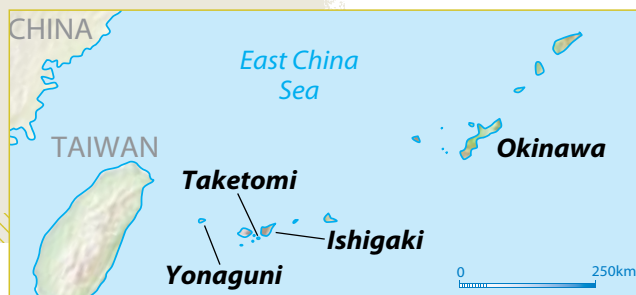 CHINA
East China
Sea
TAIWAN
Okinawa
Taketomi
Ishigaki
Yonaguni
0 250km